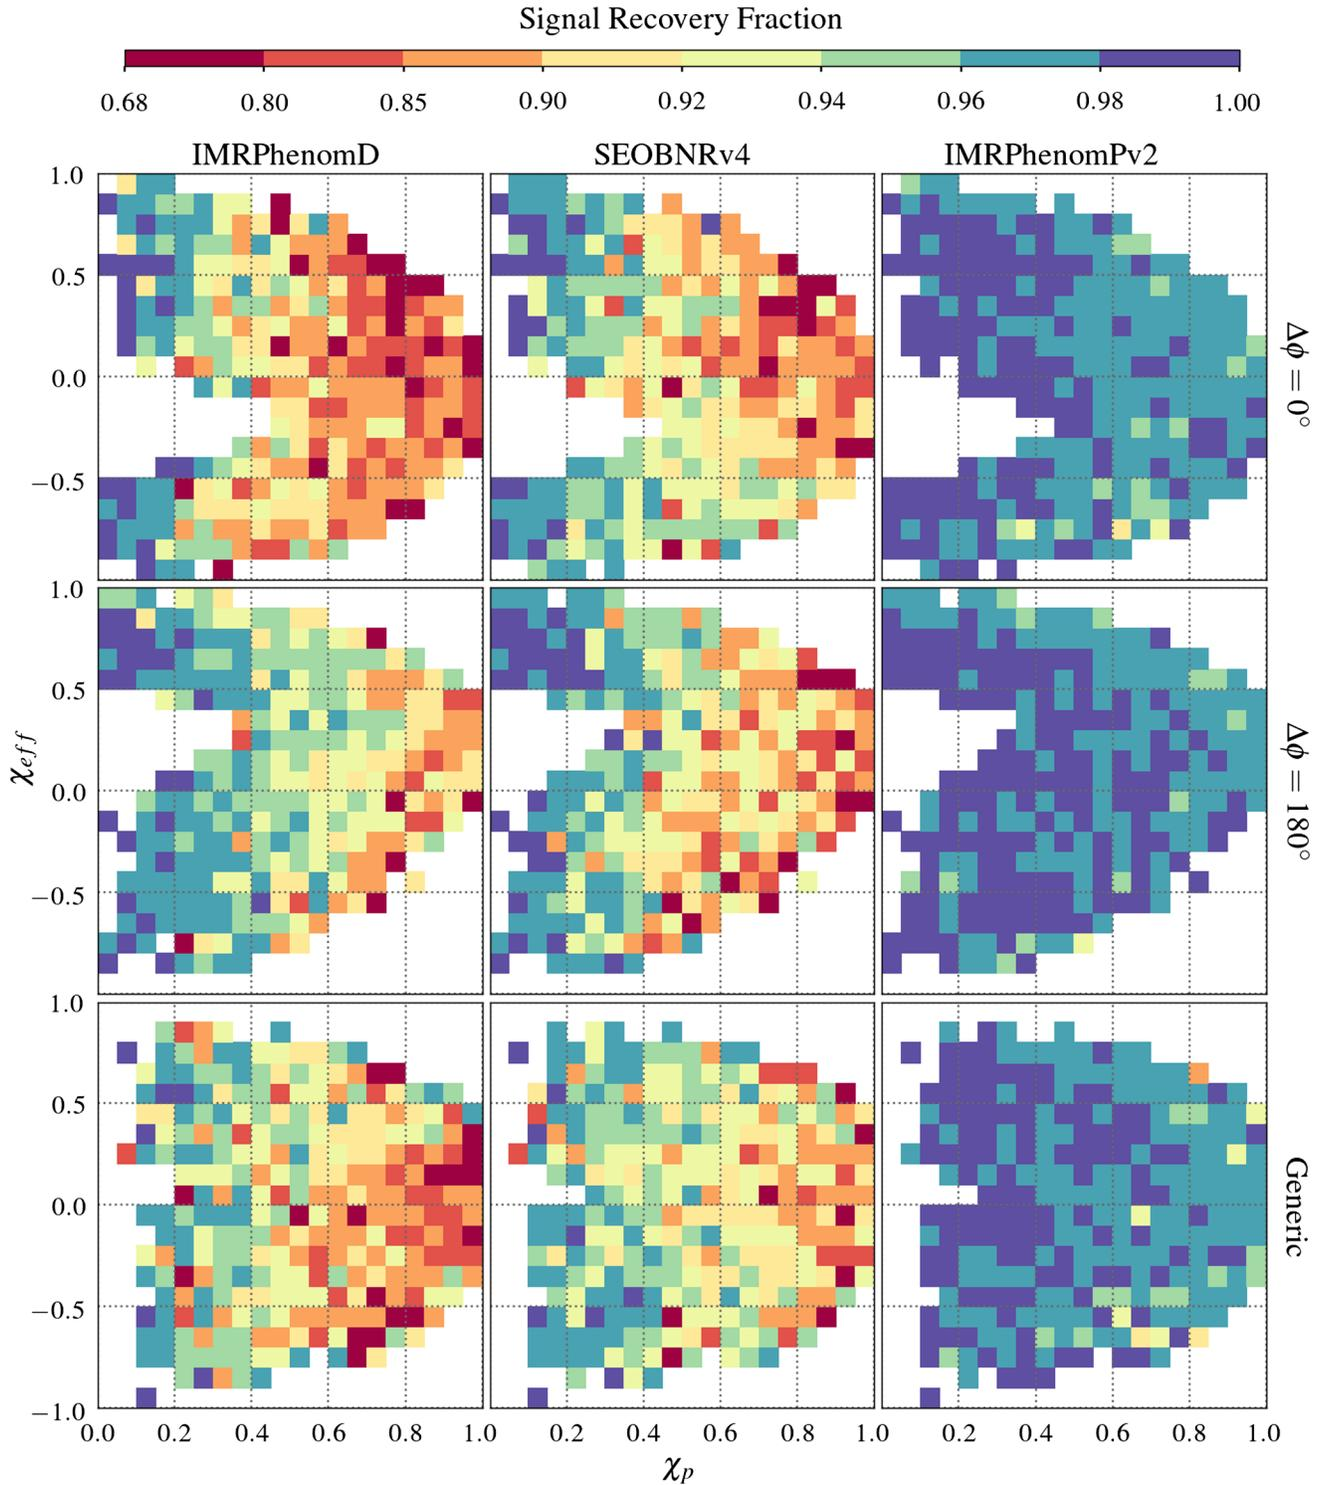 Signal Recovery Fraction
0.68 0.80 0.85 0.90 0.92 0.94 0.96 0.98 1.00
IMRPhenomD SEOBNRv4 IMRPhenomPv2
1.0
0.5
0.0
−0.5
Δϕ = 0°
1.0
0.5
0.0
−0.5
Δϕ = 180°
χeff
1.0
0.5
0.0
−0.5
−1.0
Generic
0.0 0.2 0.4 0.6 0.8 1.0 0.2 0.4 0.6 0.8 1.0 0.2 0.4 0.6 0.8 1.0
χp